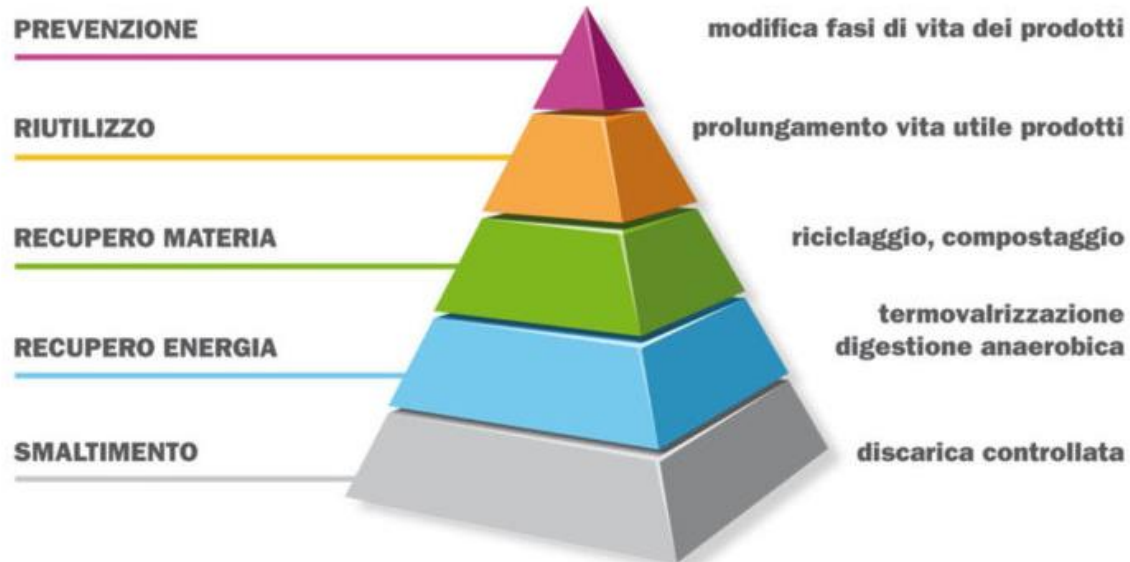 PREVENZIONE
modifica fasi di vita dei prodotti
RIUTILIZZO
prolungamento vita utile prodotti
RECUPERO MATERIA
riciclaggio, compostaggio
RECUPERO ENERGIA
termovalrizzazione
digestione anaerobica
SMALTIMENTO
discarica controllata